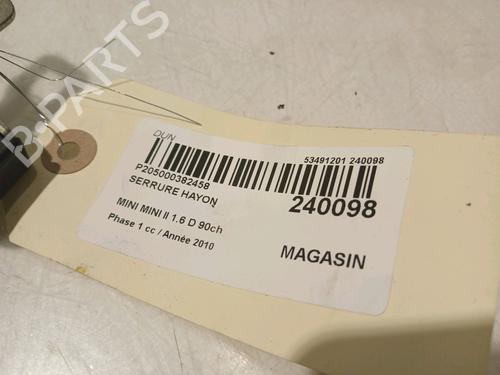 B-PARTS
DUN
53491201 240098
P205000382458
SERRURE HAYON
240098
MINI MINI II 1.6 D 90ch
Phase 1 cc / Année 2010
MAGASIN